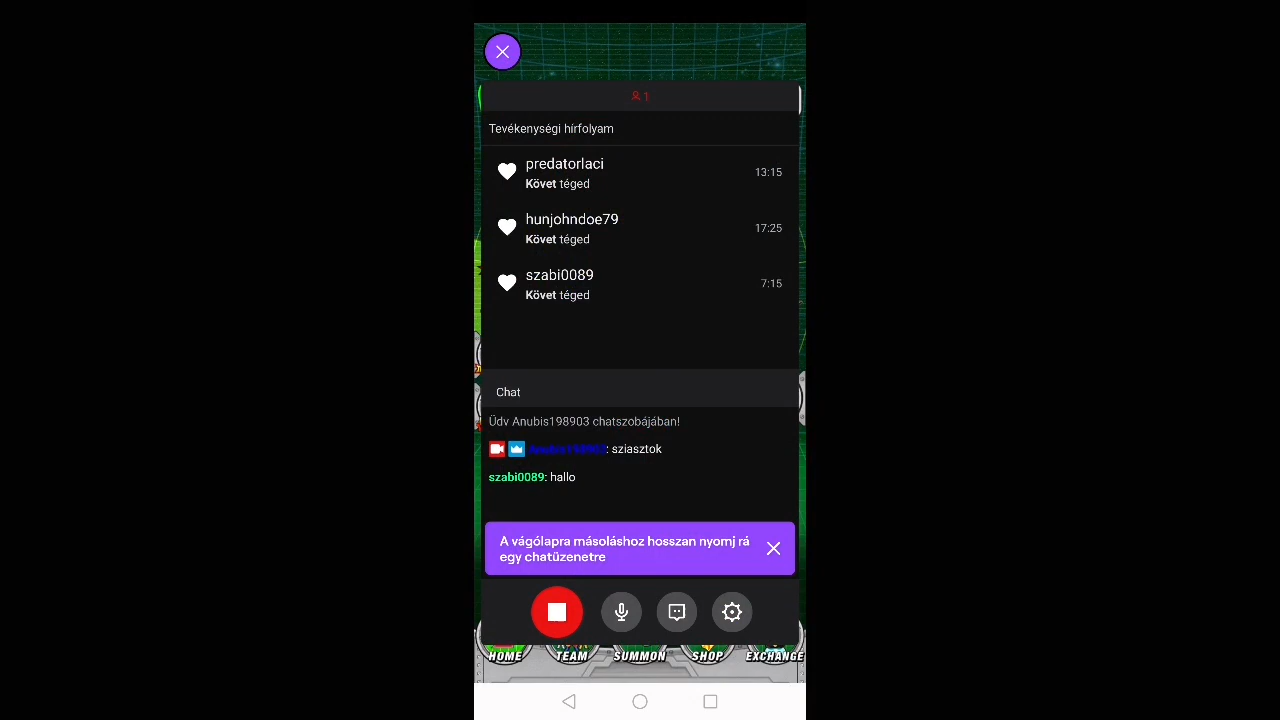 1
Tevékenységi hírfolyam
predatorlaci
Követ téged
13:15
hunjohndoe79
Követ téged
17:25
szabi0089
Követ téged
7:15
Chat
Üdv Anubis198903 chatszobájában!
Anubis198903: sziasztok
szabi0089: hallo
A vágólapra másoláshoz hosszan nyomj rá
egy chatüzenetre
HOME TEAM SUMMON SHOP EXCHANGE